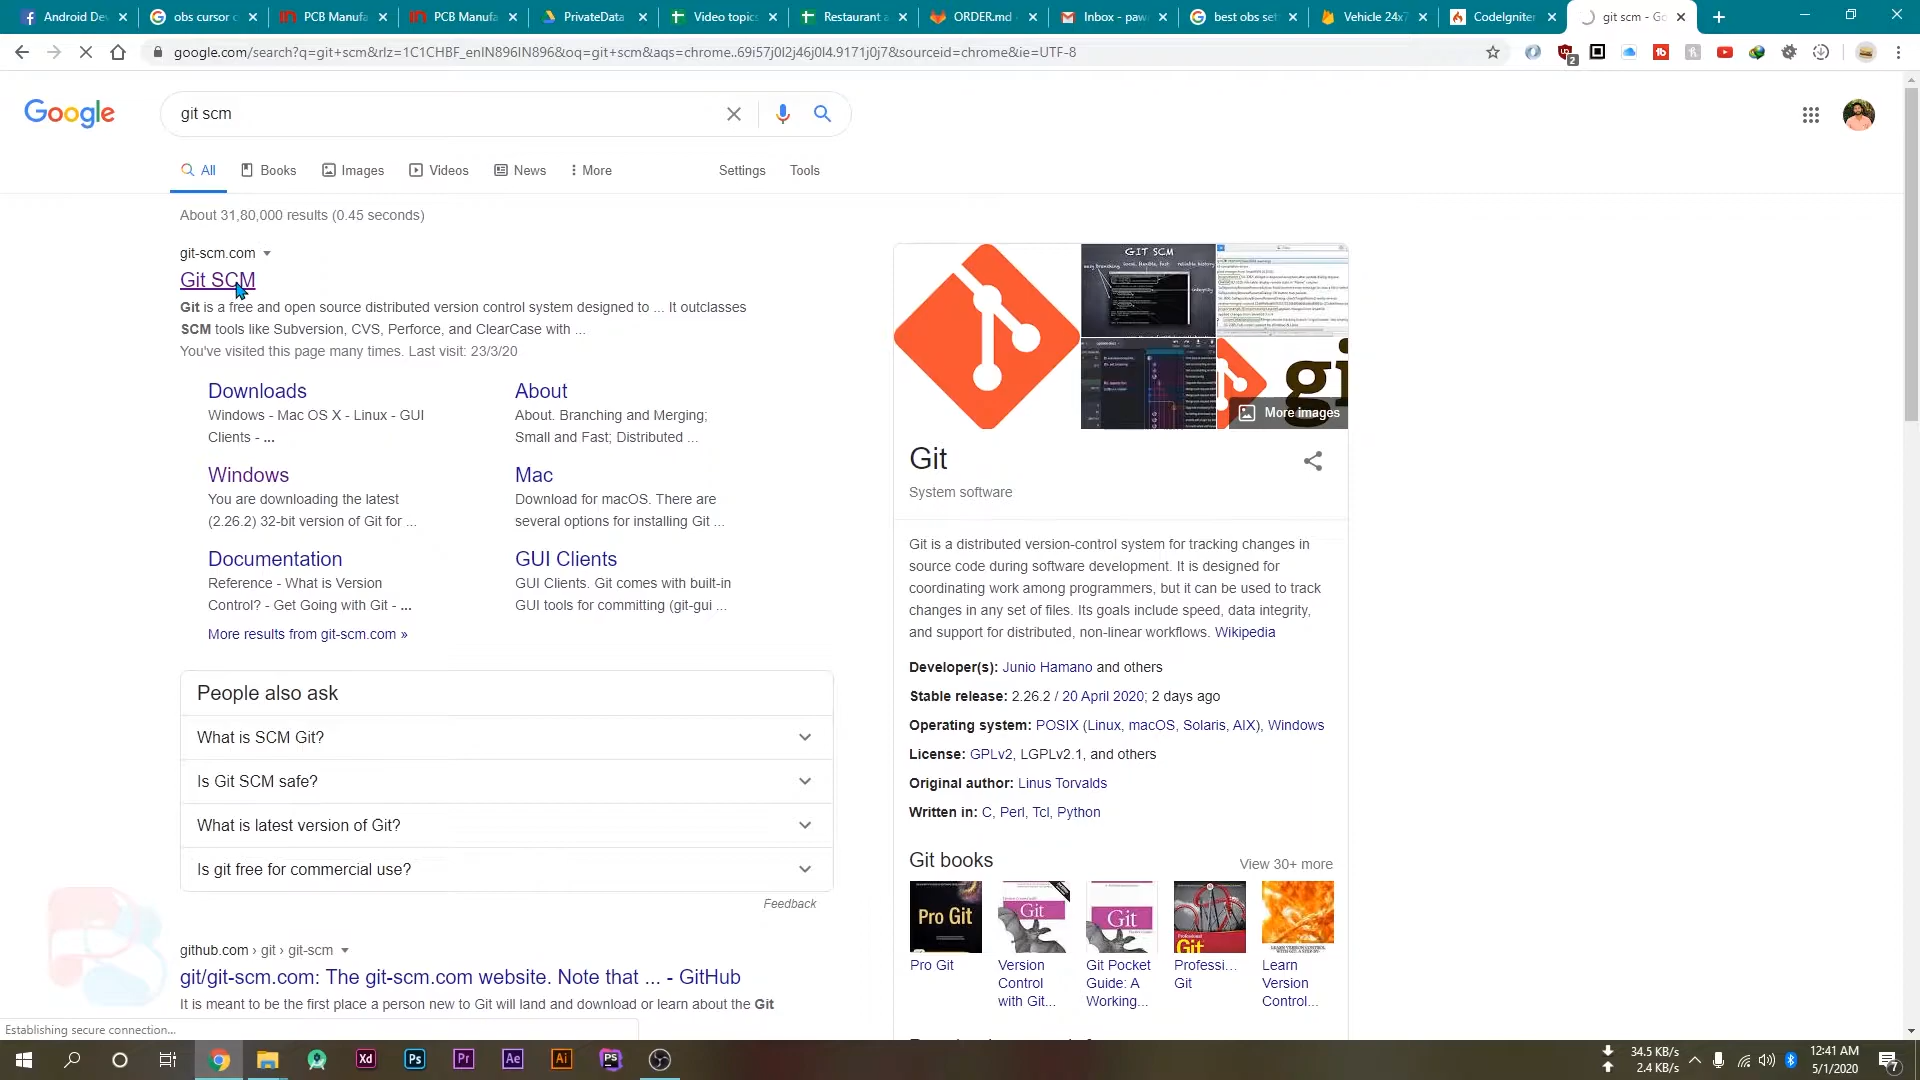 Android Dev
obs cursor c
PCB Manufa
PCB Manufa
PrivateData
Video topics
Restaurant a
ORDER.md
Inbox - paw
best obs set
Vehicle 24x7
CodeIgniter
git scm - Go
google.com/search?q=git+scm&rlz=1C1CHBF_enIN896IN896&oq=git+scm&aqs=chrome..69i57j0l2j46j0l4.9171j0j7&sourceid=chrome&ie=UTF-8
2
Google
git scm
All
Books
Images
Videos
News
More
Settings
Tools
About 31,80,000 results (0.45 seconds)
git-scm.com
Git SCM
Git is a free and open source distributed version control system designed to ... It outclasses
SCM tools like Subversion, CVS, Perforce, and ClearCase with ...
You've visited this page many times. Last visit: 23/3/20
Downloads
Windows - Mac OS X - Linux - GUI
Clients - ...
About
About. Branching and Merging;
Small and Fast; Distributed ...
Windows
You are downloading the latest
(2.26.2) 32-bit version of Git for ...
Mac
Download for macOS. There are
several options for installing Git ...
Documentation
Reference - What is Version
Control? - Get Going with Git - ...
GUI Clients
GUI Clients. Git comes with built-in
GUI tools for committing (git-gui ...
More results from git-scm.com »
People also ask
What is SCM Git?
Is Git SCM safe?
What is latest version of Git?
Is git free for commercial use?
Feedback
github.com › git › git-scm
git/git-scm.com: The git-scm.com website. Note that ... - GitHub
It is meant to be the first place a person new to Git will land and download or learn about the Git
GIT SCM
gi
More images
Git
System software
Git is a distributed version-control system for tracking changes in
source code during software development. It is designed for
coordinating work among programmers, but it can be used to track
changes in any set of files. Its goals include speed, data integrity,
and support for distributed, non-linear workflows. Wikipedia
Developer(s): Junio Hamano and others
Stable release: 2.26.2 / 20 April 2020; 2 days ago
Operating system: POSIX (Linux, macOS, Solaris, AIX), Windows
License: GPLv2, LGPLv2.1, and others
Original author: Linus Torvalds
Written in: C, Perl, Tcl, Python
Git books
View 30+ more
Pro Git
Git
Git
Git
Pro Git
Version
Control
with Git...
Git Pocket
Guide: A
Working...
Professi...
Git
Learn
Version
Control...
Establishing secure connection...
Xd
Ps
Pr
Ae
Ai
PS
34.5 KB/s
2.4 KB/s
12:41 AM
5/1/2020
7